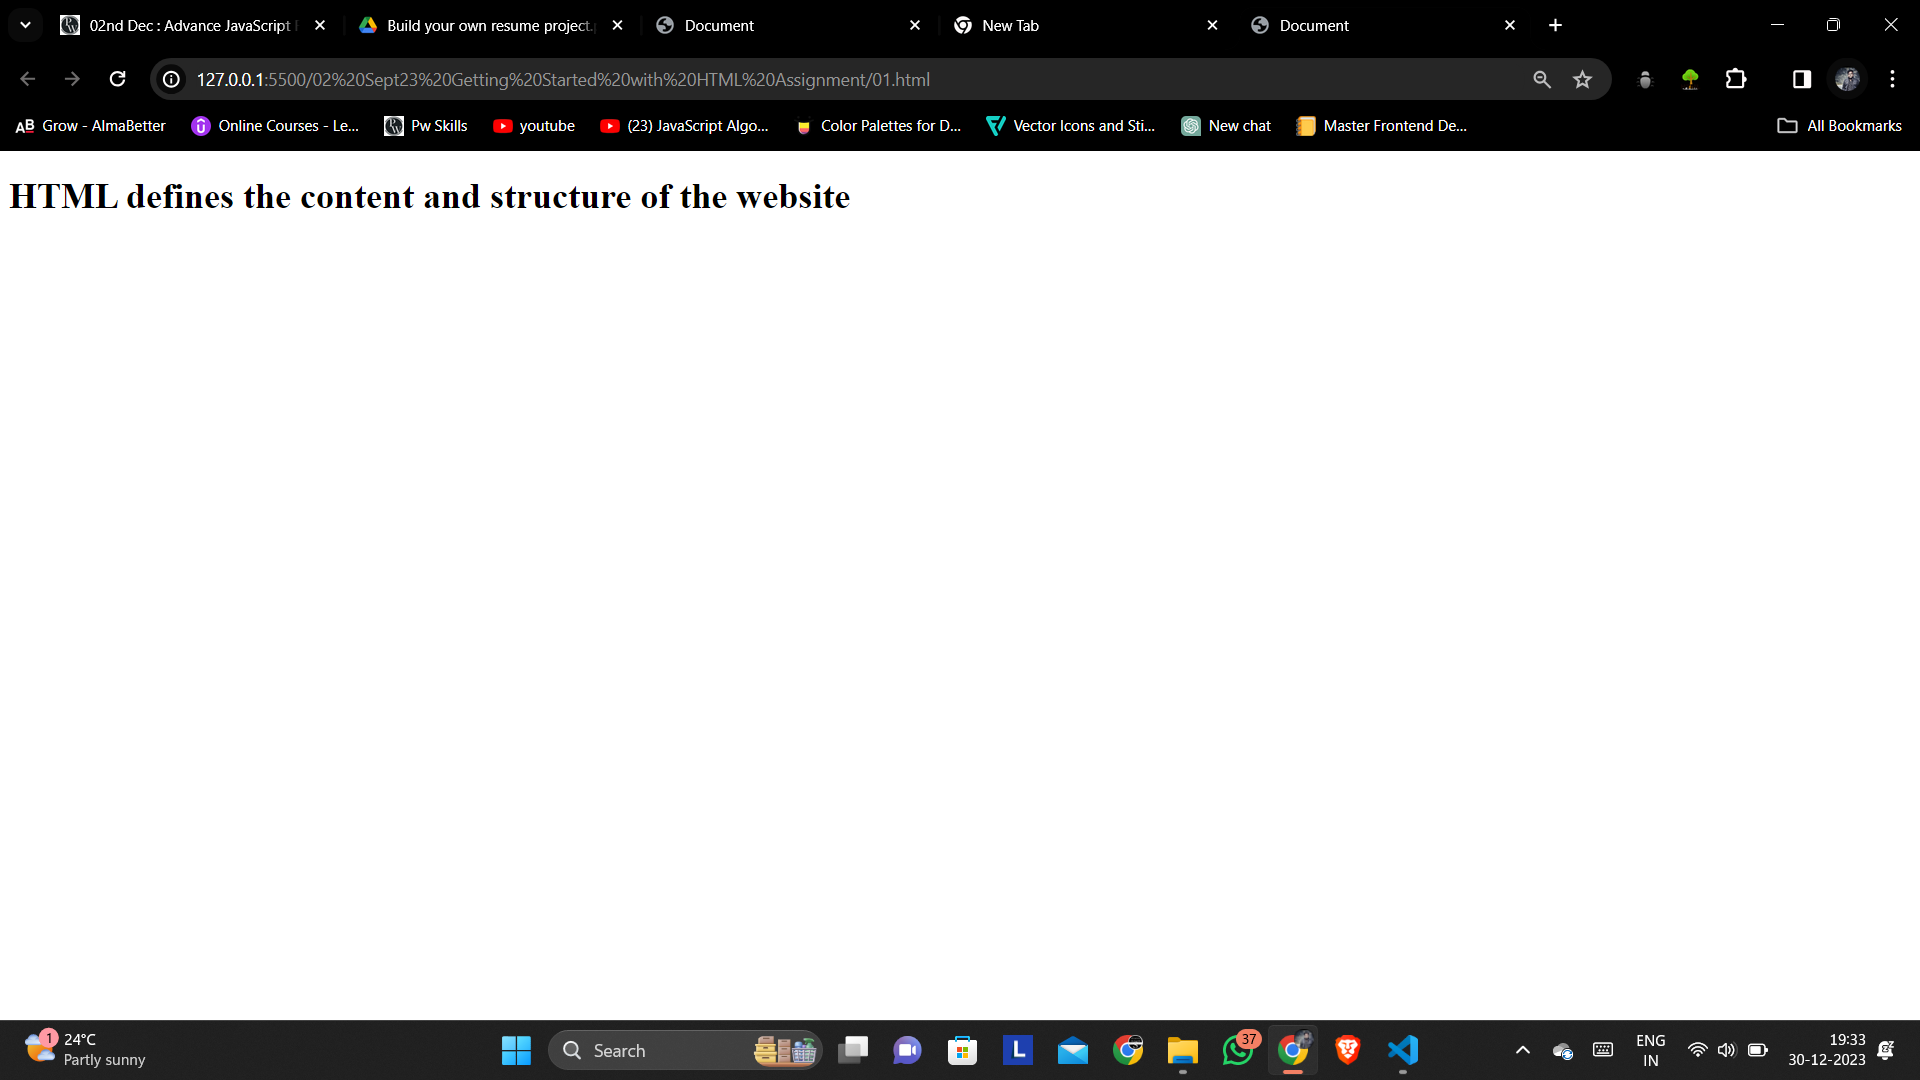 02nd Dec : Advance JavaScript
Build your own resume project.
Document
New Tab
Document
127.0.0.1:5500/02%20Sept23%20Getting%20Started%20with%20HTML%20Assignment/01.html
Grow - AlmaBetter
Online Courses - Le...
Pw Skills
youtube
(23) JavaScript Algo...
Color Palettes for D...
Vector Icons and Sti...
New chat
Master Frontend De...
All Bookmarks
HTML defines the content and structure of the website
1
24°C
Partly sunny
Search
L
37
ENG
IN
19:33
30-12-2023